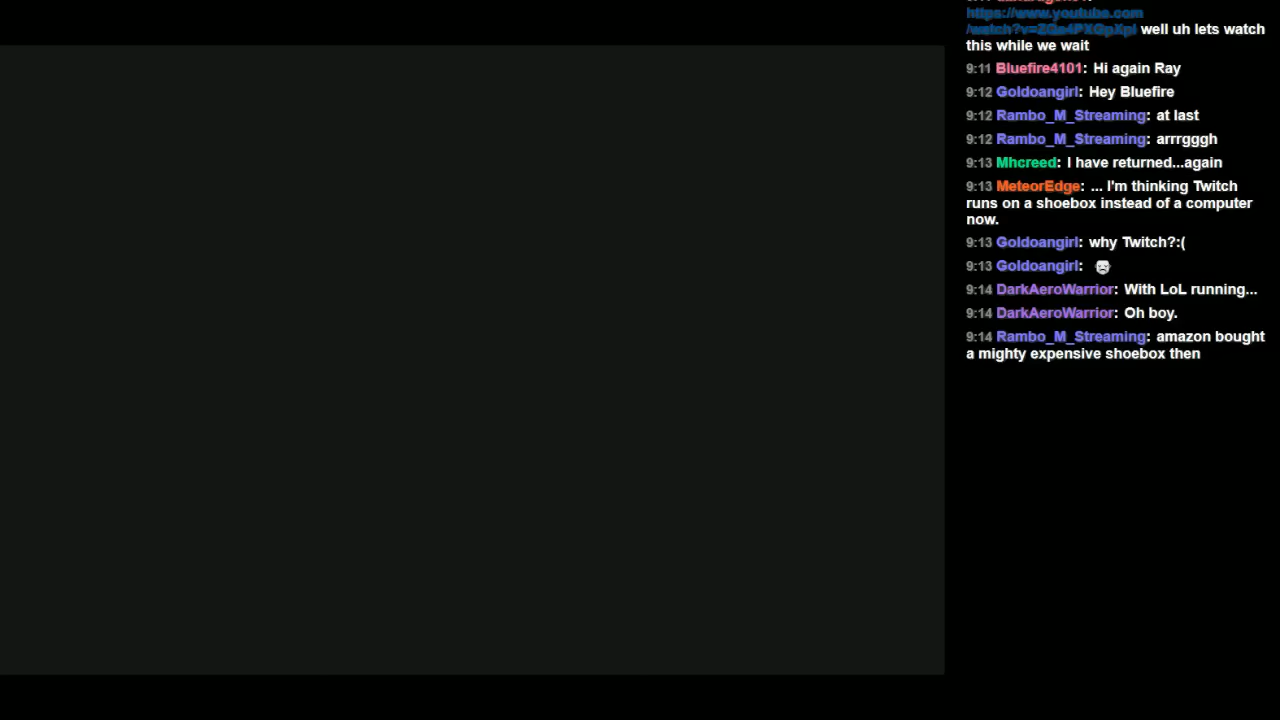 https://www.youtube.com
well uh lets watch
this while we wait
9:11 Bluefire4101: Hi again Ray
9:12 Goldoangirl: Hey Bluefire
9:12 Rambo_M_Streaming: at last
9:12 Rambo_M_Streaming: arrrgggh
9:13 Mhcreed: I have returned...again
9:13 MeteorEdge: ... I'm thinking Twitch
runs on a shoebox instead of a computer
now.
9:13 Goldoangirl: why Twitch?:(
9:13 Goldoangirl:
9:14 DarkAeroWarrior: With LoL running...
9:14 DarkAeroWarrior: Oh boy.
9:14 Rambo_M_Streaming: amazon bought
a mighty expensive shoebox then